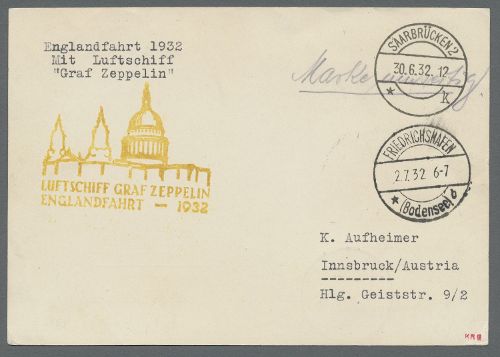 Englandfahrt 1932
Mit Luftschiff
"Graf Zeppelin"
SAARBRÜCKEN 2
30.6.32. 12
* k
Marke
FRIEDRICHSHAFEN
2.7.32 6-7
* (Bodensee) b
LUFTSCHIFF GRAF ZEPPELIN
ENGLANDFAHRT — 1932
K. Aufheimer
Innsbruck/Austria
Hlg. Geiststr. 9/2